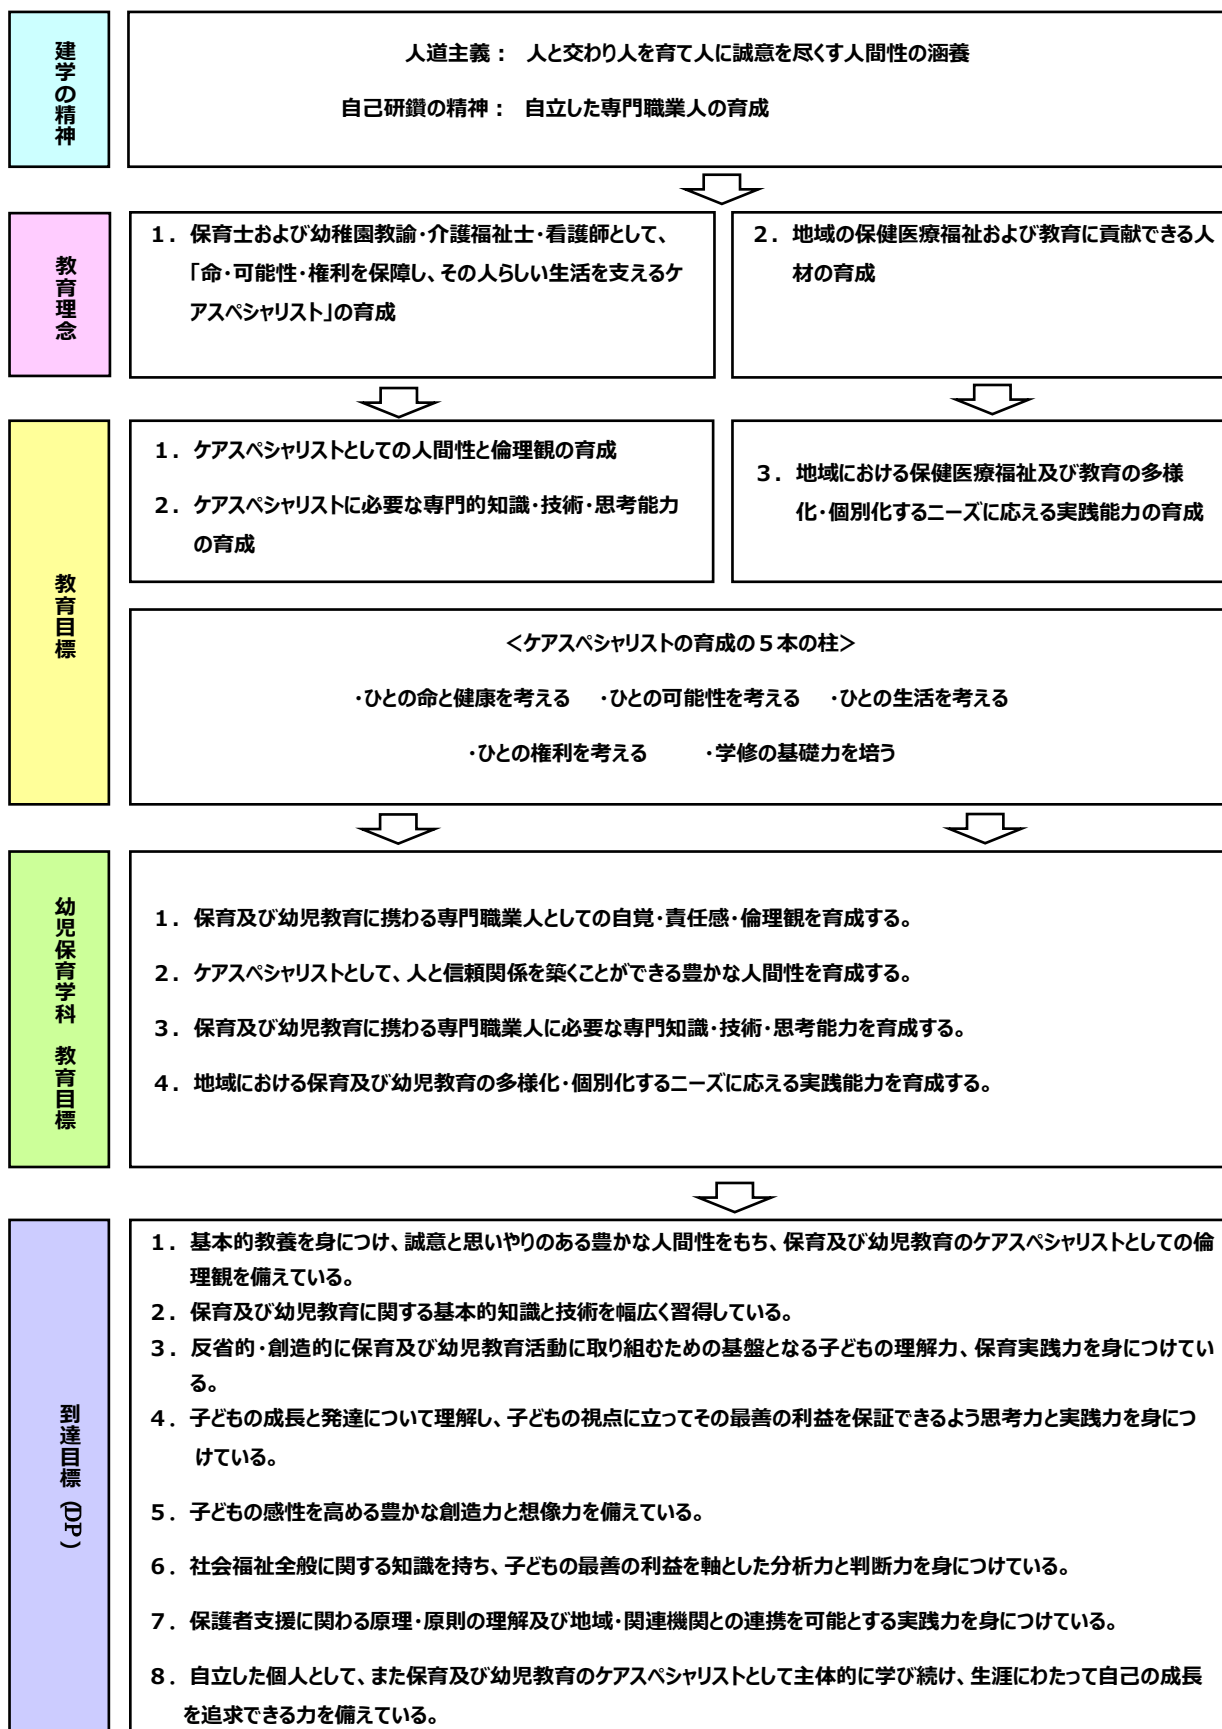 建学の精神
人道主義： 人と交わり人を育て人に誠意を尽くす人間性の涵養
自己研鑽の精神： 自立した専門職業人の育成
教育理念
１．保育士および幼稚園教諭・介護福祉士・看護師として、
「命・可能性・権利を保障し、その人らしい生活を支えるケ
アスペシャリスト」の育成
２．地域の保健医療福祉および教育に貢献できる人
材の育成
教育目標
１．ケアスペシャリストとしての人間性と倫理観の育成
２．ケアスペシャリストに必要な専門的知識・技術・思考能力
の育成
３．地域における保健医療福祉及び教育の多様
化・個別化するニーズに応える実践能力の育成
＜ケアスペシャリストの育成の５本の柱＞
・ひとの命と健康を考える ・ひとの可能性を考える ・ひとの生活を考える
・ひとの権利を考える ・学修の基礎力を培う
幼児保育学科 教育目標
１．保育及び幼児教育に携わる専門職業人としての自覚・責任感・倫理観を育成する。
２．ケアスペシャリストとして、人と信頼関係を築くことができる豊かな人間性を育成する。
３．保育及び幼児教育に携わる専門職業人に必要な専門知識・技術・思考能力を育成する。
４．地域における保育及び幼児教育の多様化・個別化するニーズに応える実践能力を育成する。
到達目標（DP）
１．基本的教養を身につけ、誠意と思いやりのある豊かな人間性をもち、保育及び幼児教育のケアスペシャリストとしての倫
理観を備えている。
２．保育及び幼児教育に関する基本的知識と技術を幅広く習得している。
３．反省的・創造的に保育及び幼児教育活動に取り組むための基盤となる子どもの理解力、保育実践力を身につけてい
る。
４．子どもの成長と発達について理解し、子どもの視点に立ってその最善の利益を保証できるよう思考力と実践力を身につ
けている。
５．子どもの感性を高める豊かな創造力と想像力を備えている。
６．社会福祉全般に関する知識を持ち、子どもの最善の利益を軸とした分析力と判断力を身につけている。
７．保護者支援に関わる原理・原則の理解及び地域・関連機関との連携を可能とする実践力を身につけている。
８．自立した個人として、また保育及び幼児教育のケアスペシャリストとして主体的に学び続け、生涯にわたって自己の成長
を追求できる力を備えている。